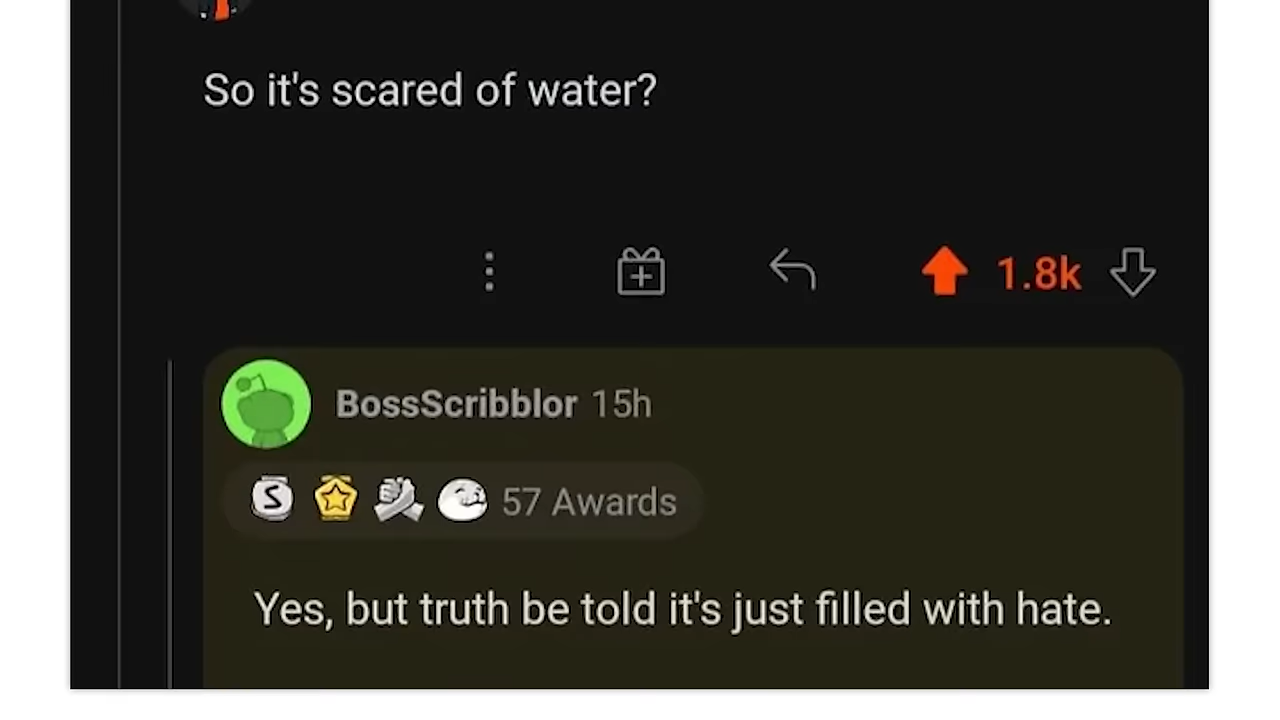 So it's scared of water?
1.8k
BossScribblor 15h
S 57 Awards
Yes, but truth be told it's just filled with hate.